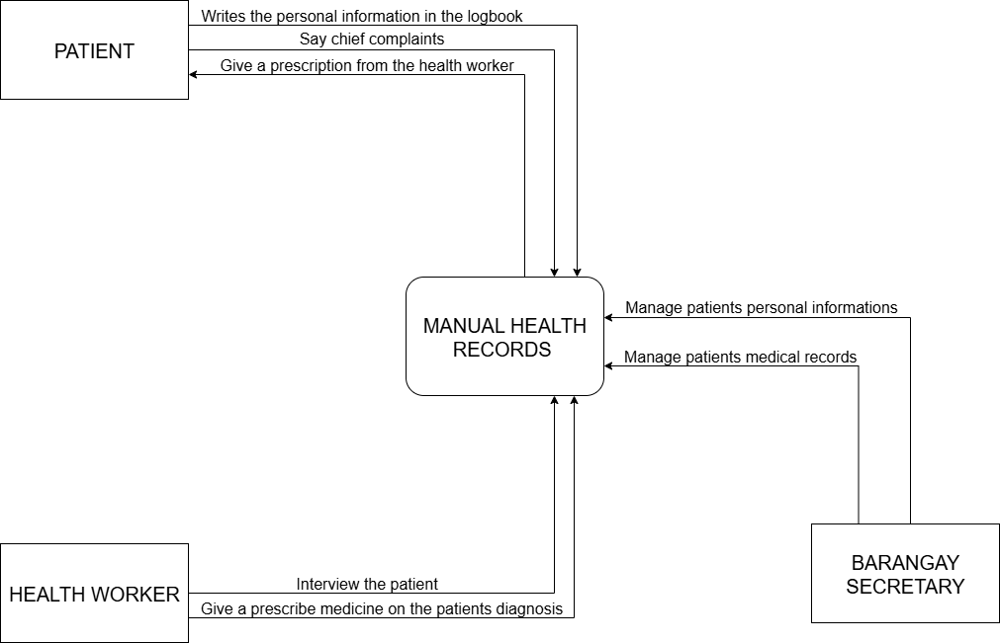 Writes the personal information in the logbook
PATIENT
Say chief complaints
Give a prescription from the health worker
MANUAL HEALTH
RECORDS
Manage patients personal informations
Manage patients medical records
HEALTH WORKER
Interview the patient
Give a prescribe medicine on the patients diagnosis
BARANGAY
SECRETARY